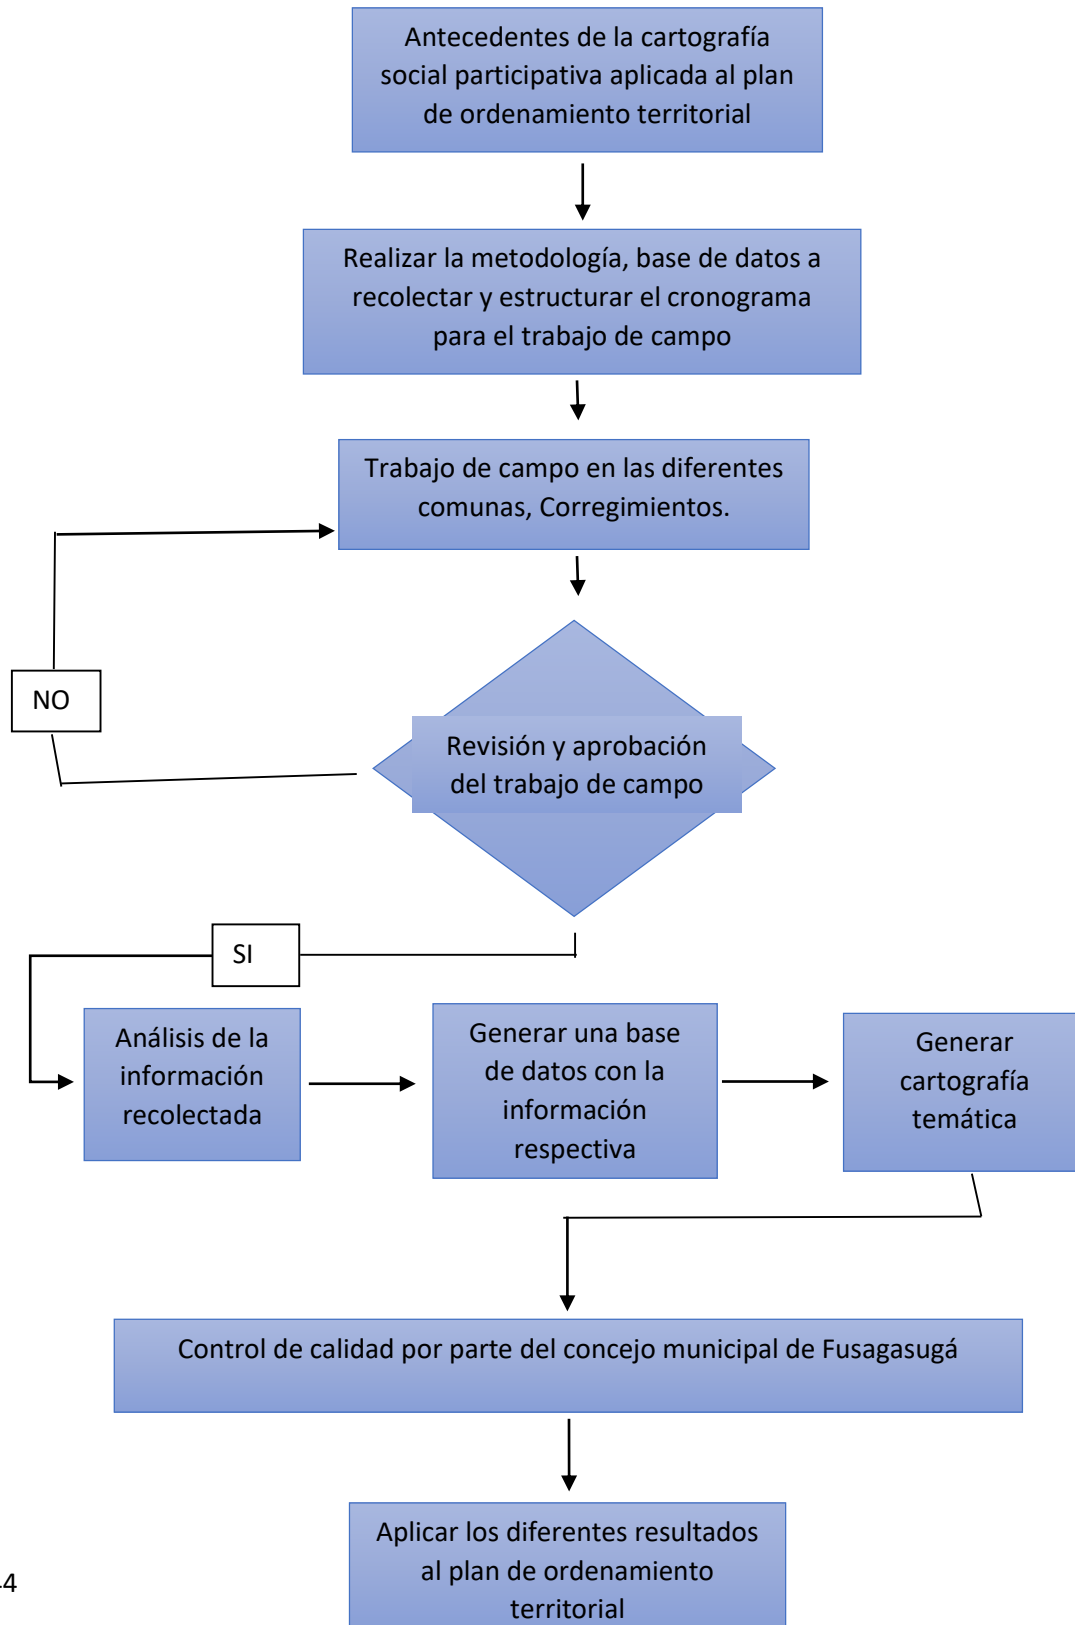 Antecedentes de la cartografía
social participativa aplicada al plan
de ordenamiento territorial
Realizar la metodología, base de datos a
recolectar y estructurar el cronograma
para el trabajo de campo
Trabajo de campo en las diferentes
comunas, Corregimientos.
NO
Revisión y aprobación
del trabajo de campo
SI
Análisis de la
información
recolectada
Generar una base
de datos con la
información
respectiva
Generar
cartografía
temática
Control de calidad por parte del concejo municipal de Fusagasugá
Aplicar los diferentes resultados
al plan de ordenamiento
territorial